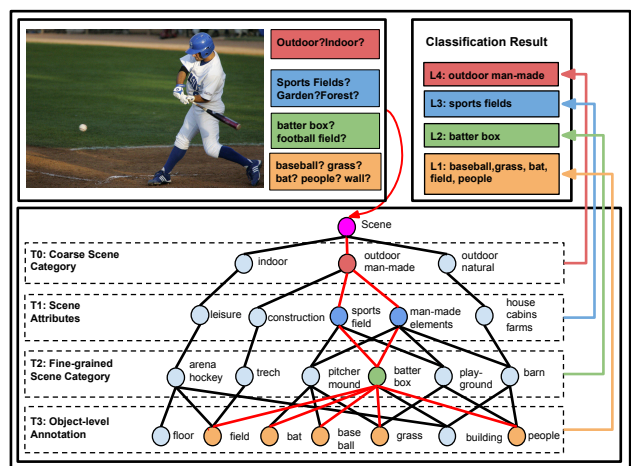 Outdoor?Indoor?
Sports Fields?
Garden?Forest?
batter box?
football field?
baseball? grass?
bat? people? wall?
Classification Result
L4: outdoor man-made
L3: sports fields
L2: batter box
L1: baseball,grass, bat,
field, people
Scene
T0: Coarse Scene
Category
indoor
outdoor
man-made
outdoor
natural
T1: Scene
Attributes
leisure
construction
sports
field
man-made
elements
house
cabins
farms
T2: Fine-grained
Scene Category
arena
hockey
trech
pitcher
mound
batter
box
play-
ground
barn
T3: Object-level
Annotation
floor
field
bat
base
ball
grass
building
people